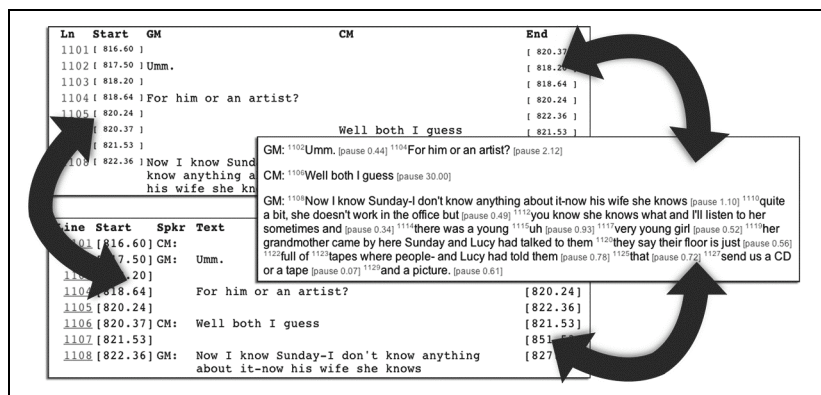 Ln Start GM CM End
1101 [ 816.60 ] [ 820.37
1102 [ 817.50 ] Umm. [ 818.20 ]
1103 [ 818.20 ] [ 818.64 ]
1104 [ 818.64 ] For him or an artist? [ 820.24 ]
1105 [ 820.24 ] [ 822.36 ]
[ 820.37 ] Well both I guess [ 821.53 ]
[ 821.53 ]
1108 [ 822.36 ] Now I know Sund
know anything a
his wife she kn
GM: 1102Umm. [pause 0.44] 1104For him or an artist? [pause 2.12]
CM: 1106Well both I guess [pause 30.00]
GM: 1108Now I know Sunday-I don't know anything about it-now his wife she knows [pause 1.10] 1110quite
a bit, she doesn't work in the office but [pause 0.49] 1112you know she knows what and I'll listen to her
sometimes and [pause 0.34] 1114there was a young 1115uh [pause 0.93] 1117very young girl [pause 0.52] 1119her
grandmother came by here Sunday and Lucy had talked to them 1120they say their floor is just [pause 0.56]
1122full of 1123tapes where people- and Lucy had told them [pause 0.78] 1125that [pause 0.72] 1127send us a CD
or a tape [pause 0.07] 1129and a picture. [pause 0.61]
Line Start Spkr Text
1101 [816.60] CM:
17.50] GM: Umm.
20]
1104 818.64] For him or an artist? [820.24]
1105 [820.24] [822.36]
1106 [820.37] CM: Well both I guess [821.53]
1107 [821.53] [851
1108 [822.36] GM: Now I know Sunday-I don't know anything [827
about it-now his wife she knows